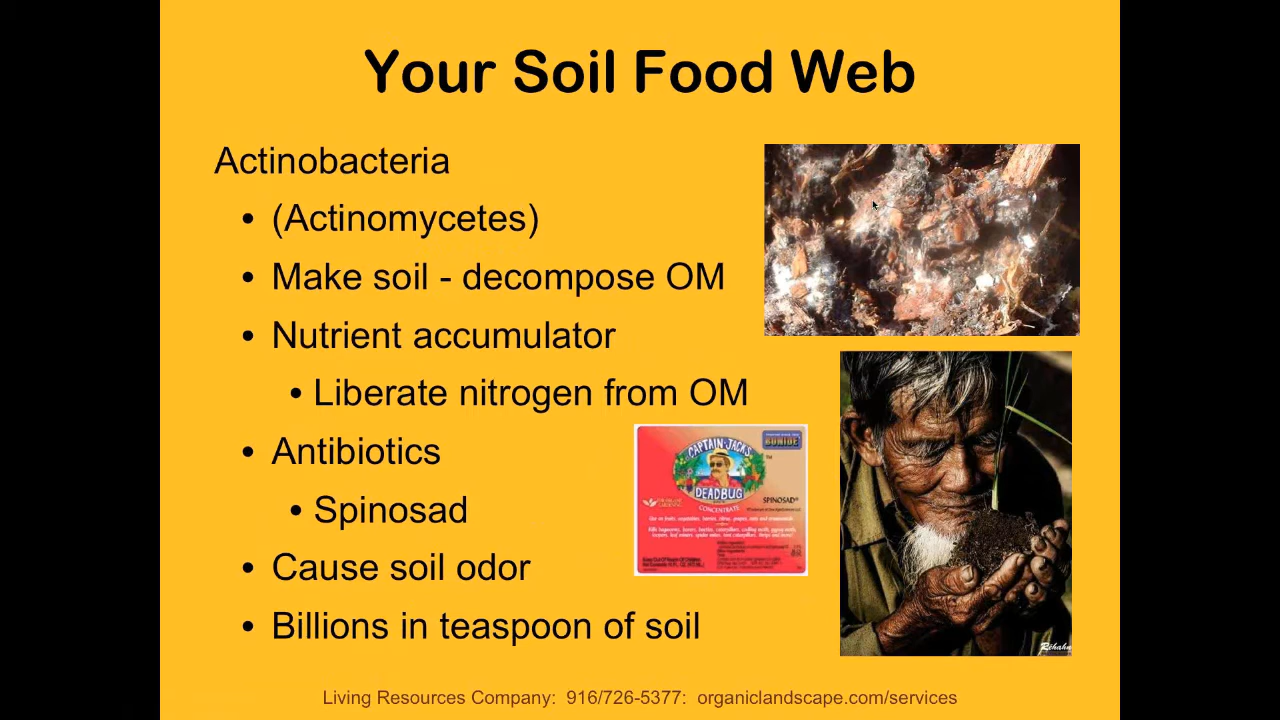 Your Soil Food Web
Actinobacteria
• (Actinomycetes)
• Make soil - decompose OM
• Nutrient accumulator
• Liberate nitrogen from OM
• Antibiotics
• Spinosad
• Cause soil odor
• Billions in teaspoon of soil
BONIDE
CAPTAIN JACK'S
DEADBUG
SPINOSAD
CONCENTRATE
Réhahn
Living Resources Company: 916/726-5377: organiclandscape.com/services